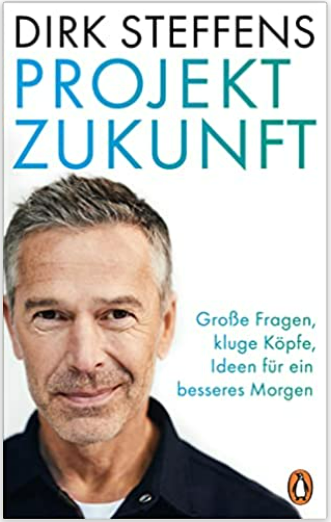 DIRK STEFFENS
PROJEKT
ZUKUNFT
Große Fragen,
kluge Köpfe,
Ideen für ein
besseres Morgen